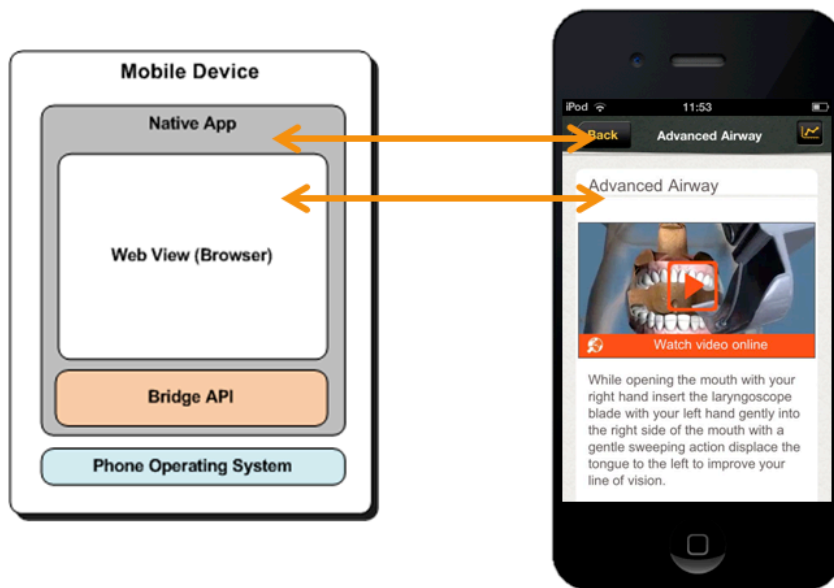 Mobile Device
Native App
Web View (Browser)
Bridge API
Phone Operating System
iPod 11:53
Back Advanced Airway
Advanced Airway
Watch video online
While opening the mouth with your
right hand insert the laryngoscope
blade with your left hand gently into
the right side of the mouth with a
gentle sweeping action displace the
tongue to the left to improve your
line of vision.